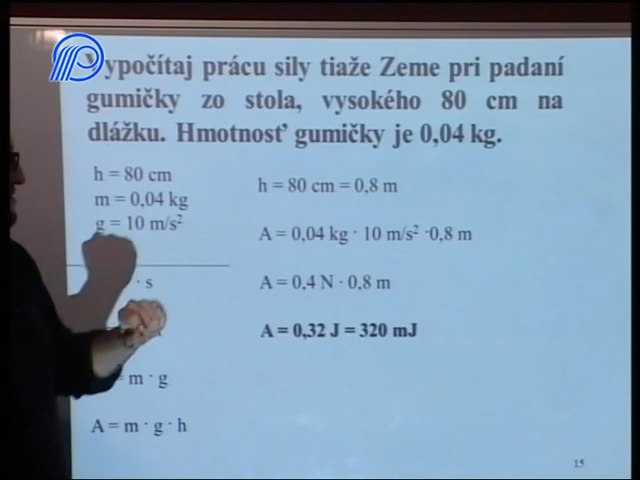 Vypočítaj prácu sily tiaže Zeme pri padaní
gumičky zo stola, vysokého 80 cm na
dlážku. Hmotnosť gumičky je 0,04 kg.
h = 80 cm
m = 0,04 kg
g = 10 m/s²
h = 80 cm = 0,8 m
A = 0,04 kg · 10 m/s² ·0,8 m
· s
A = 0,4 N · 0,8 m
A = 0,32 J = 320 mJ
= m · g
A = m · g · h
15